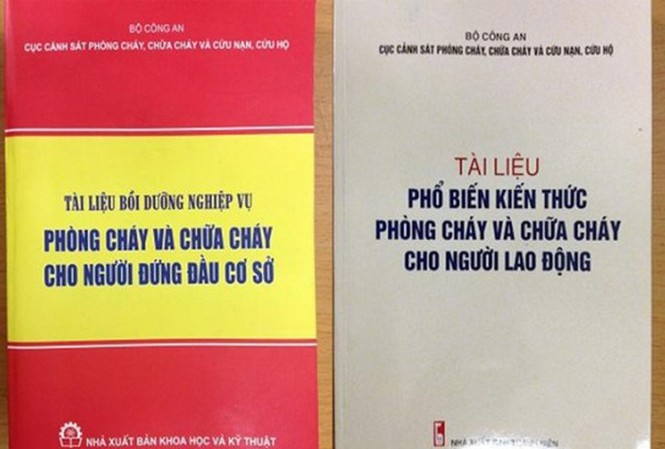 BỘ CÔNG AN
CỤC CẢNH SÁT PHÒNG CHÁY, CHỮA CHÁY VÀ CỨU NẠN, CỨU HỘ
TÀI LIỆU BỒI DƯỠNG NGHIỆP VỤ
PHÒNG CHÁY VÀ CHỮA CHÁY
CHO NGƯỜI ĐỨNG ĐẦU CƠ SỞ
NHÀ XUẤT BẢN KHOA HỌC VÀ KỸ THUẬT
BỘ CÔNG AN
CỤC CẢNH SÁT PHÒNG CHÁY, CHỮA CHÁY VÀ CỨU NẠN, CỨU HỘ
TÀI LIỆU
PHỔ BIẾN KIẾN THỨC
PHÒNG CHÁY VÀ CHỮA CHÁY
CHO NGƯỜI LAO ĐỘNG
NHÀ XUẤT BẢN